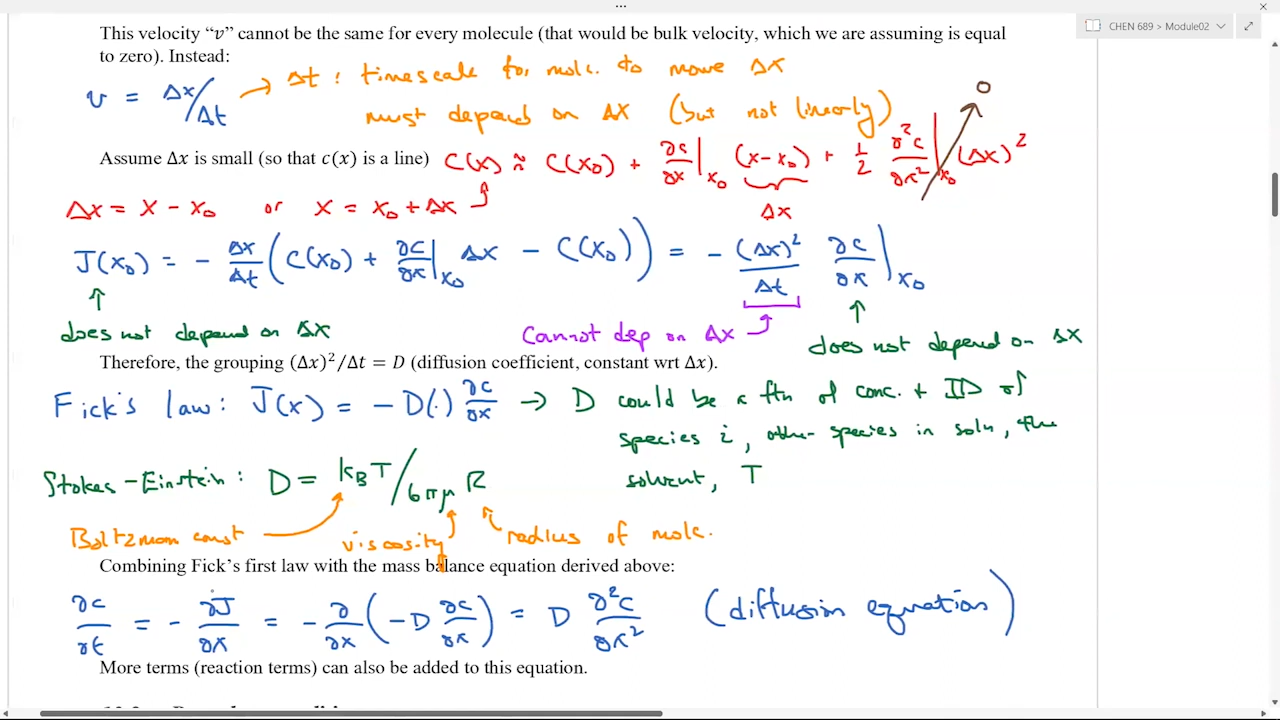 ...
CHEN 689 > Module02
This velocity “v” cannot be the same for every molecule (that would be bulk velocity, which we are assuming is equal
to zero). Instead:
v = Δx/Δt → Δt : timescale for molc. to move Δx
must depend on Δx (but not linearly)
0
Assume Δx is small (so that c(x) is a line) C(x) ≈ C(x₀) + ∂c/∂x|x₀ (x-x₀) + 1/2 ∂²c/∂x²|x₀ (Δx)²
Δx = x - x₀ or x = x₀ + Δx
Δx
J(x₀) = - Δx/Δt (C(x₀) + ∂c/∂x|x₀ Δx - C(x₀)) = - (Δx)²/Δt ∂c/∂x|x₀
does not depend on Δx
Cannot dep on Δx
does not depend on Δx
Therefore, the grouping (Δx)²/Δt = D (diffusion coefficient, constant wrt Δx).
Fick's law: J(x) = - D(·) ∂c/∂x → D could be a ftn of conc. + ID of
species i, other species in soln, the
solvent, T
Stokes-Einstein: D = kBT/6πμR
Boltzman const
viscosity
radius of molc.
Combining Fick’s first law with the mass balance equation derived above:
∂c/∂t = - ∂J/∂x = - ∂/∂x (-D ∂c/∂x) = D ∂²c/∂x² (diffusion equation)
More terms (reaction terms) can also be added to this equation.